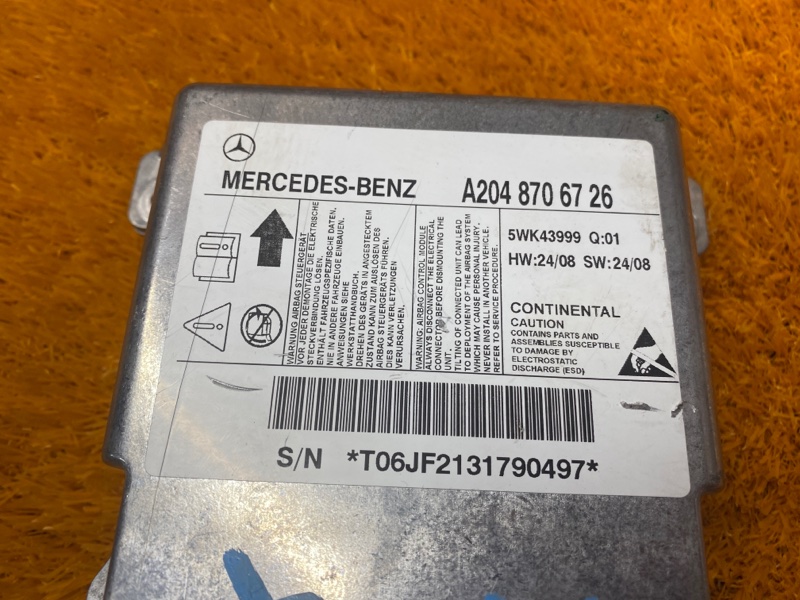 MERCEDES-BENZ A204 870 67 26
WARNUNG AIRBAG STEUERGERÄT
VOR JEDER DEMONTAGE DIE ELEKTRISCHE
STECKVERBINDUNG LÖSEN.
ENTHÄLT FAHRZEUGSPEZIFISCHE DATEN.
NIE IN ANDERE FAHRZEUGE EINBAUEN.
ANWEISUNGEN SIEHE
WERKSTATTHANDBUCH.
DREHEN DES GERÄTS IN ANGESTECKTEM
ZUSTAND KANN ZUM AUSLÖSEN DES
AIRBAG STEUERGERÄTS FÜHREN.
DIES KANN VERLETZUNGEN
VERURSACHEN.
WARNING: AIRBAG CONTROL MODULE
ALWAYS DISCONNECT THE ELECTRICAL
CONNECTOR BEFORE DISMOUNTING THE
UNIT.
TILTING OF CONNECTED UNIT CAN LEAD
TO DEPLOYMENT OF THE AIRBAG SYSTEM
WHICH MAY CAUSE PERSONAL INJURY.
NEVER INSTALL IN ANOTHER VEHICLE.
REFER TO SERVICE PROCEDURE.
5WK43999 Q:01
HW:24/08 SW:24/08
CONTINENTAL
CAUTION
CONTAINS PARTS AND
ASSEMBLIES SUSCEPTIBLE
TO DAMAGE BY
ELECTROSTATIC
DISCHARGE (ESD)
S/N *T06JF2131790497*